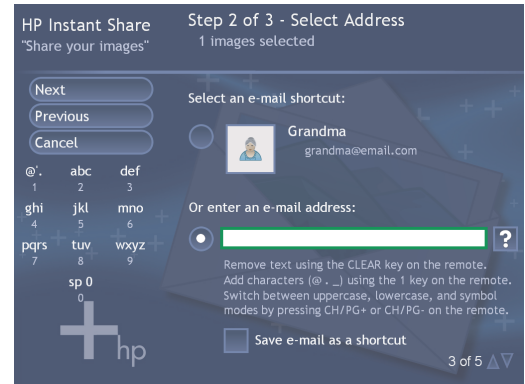 HP Instant Share
"Share your images"
Step 2 of 3 - Select Address
1 images selected
Next
Previous
Cancel
@'. abc def
1 2 3
ghi jkl mno
4 5 6
pqrs tuv wxyz
7 8 9
sp 0
0
hp
Select an e-mail shortcut:
Grandma
grandma@email.com
Or enter an e-mail address:
?
Remove text using the CLEAR key on the remote.
Add characters (@ . _) using the 1 key on the remote.
Switch between uppercase, lowercase, and symbol
modes by pressing CH/PG+ or CH/PG- on the remote.
Save e-mail as a shortcut
3 of 5